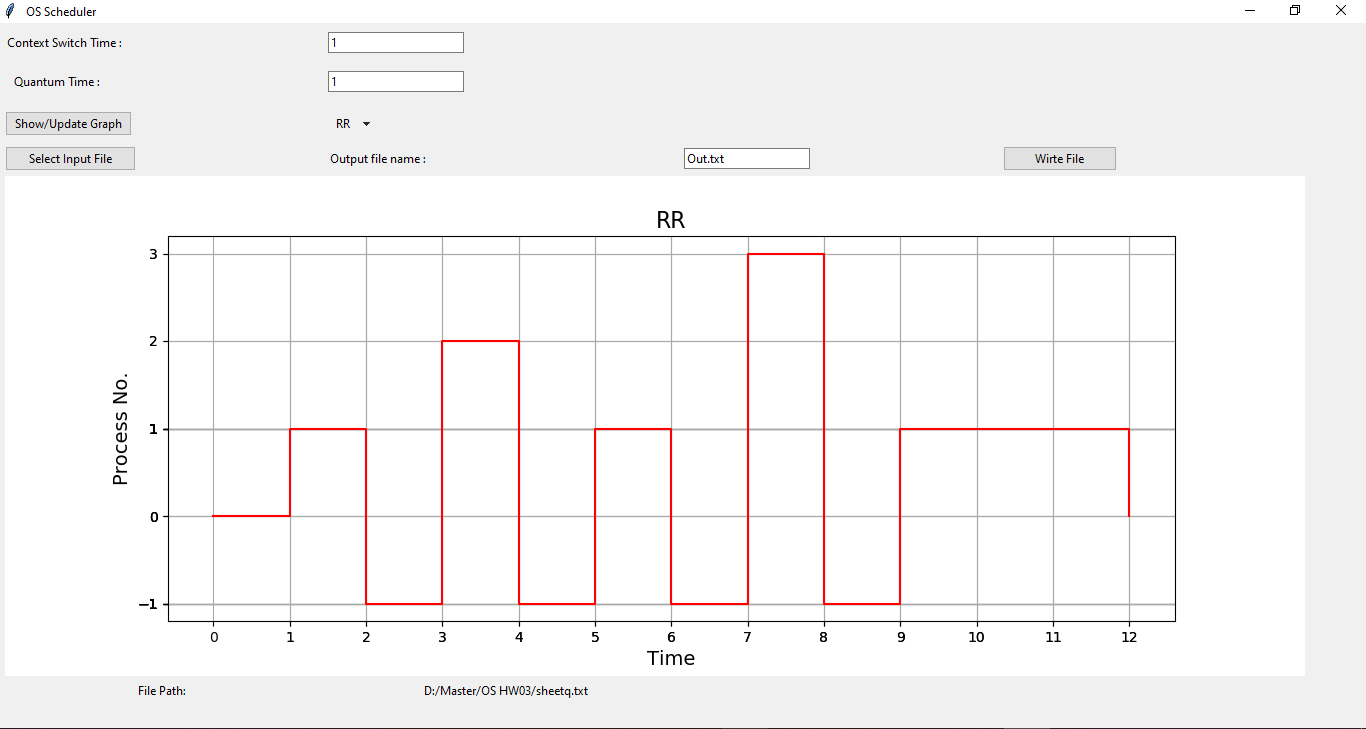 OS Scheduler
Context Switch Time :
1
Quantum Time :
1
Show/Update Graph
RR
Select Input File
Output file name :
Out.txt
Wirte File
RR
3
2
1
0
−1
Process No.
0 1 2 3 4 5 6 7 8 9 10 11 12
Time
File Path:
D:/Master/OS HW03/sheetq.txt